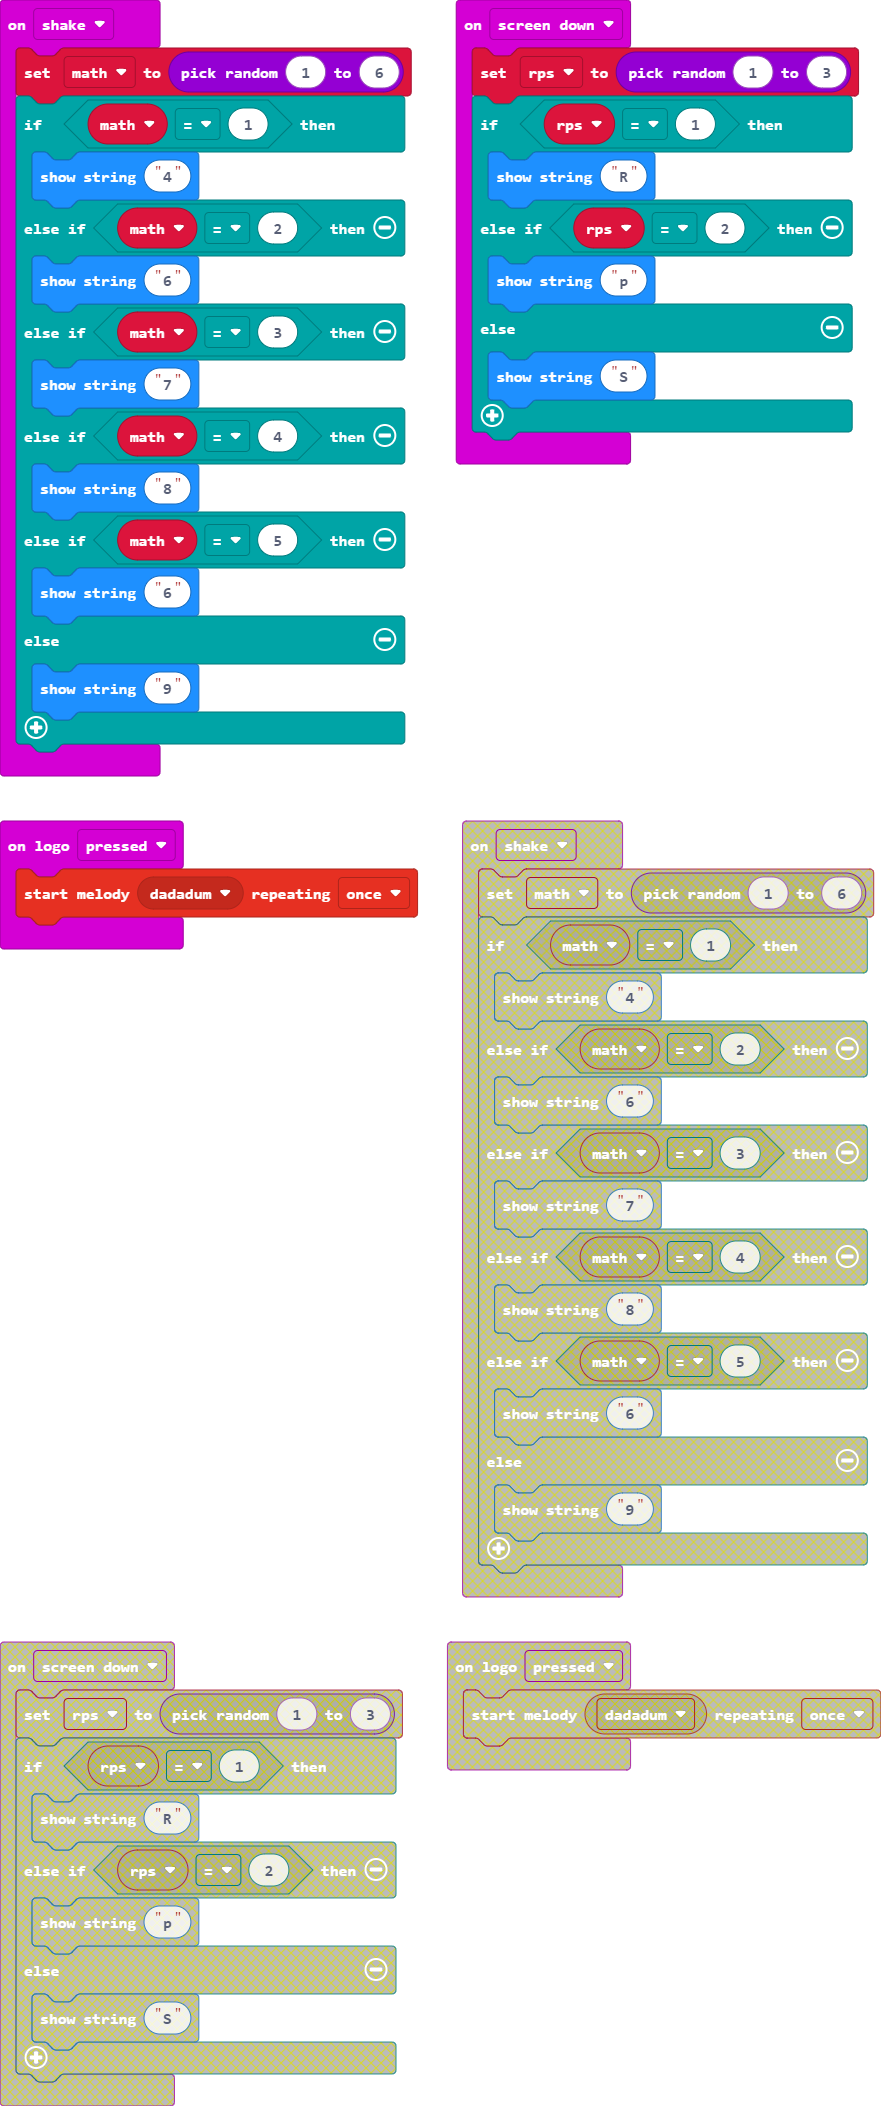 on shake
set math to pick random 1 to 6
if math = 1 then
show string "4"
else if math = 2 then
show string "6"
else if math = 3 then
show string "7"
else if math = 4 then
show string "8"
else if math = 5 then
show string "6"
else
show string "9"
on screen down
set rps to pick random 1 to 3
if rps = 1 then
show string "R"
else if rps = 2 then
show string "p"
else
show string "S"
on logo pressed
start melody dadadum repeating once
on shake
set math to pick random 1 to 6
if math = 1 then
show string "4"
else if math = 2 then
show string "6"
else if math = 3 then
show string "7"
else if math = 4 then
show string "8"
else if math = 5 then
show string "6"
else
show string "9"
on screen down
set rps to pick random 1 to 3
if rps = 1 then
show string "R"
else if rps = 2 then
show string "p"
else
show string "S"
on logo pressed
start melody dadadum repeating once